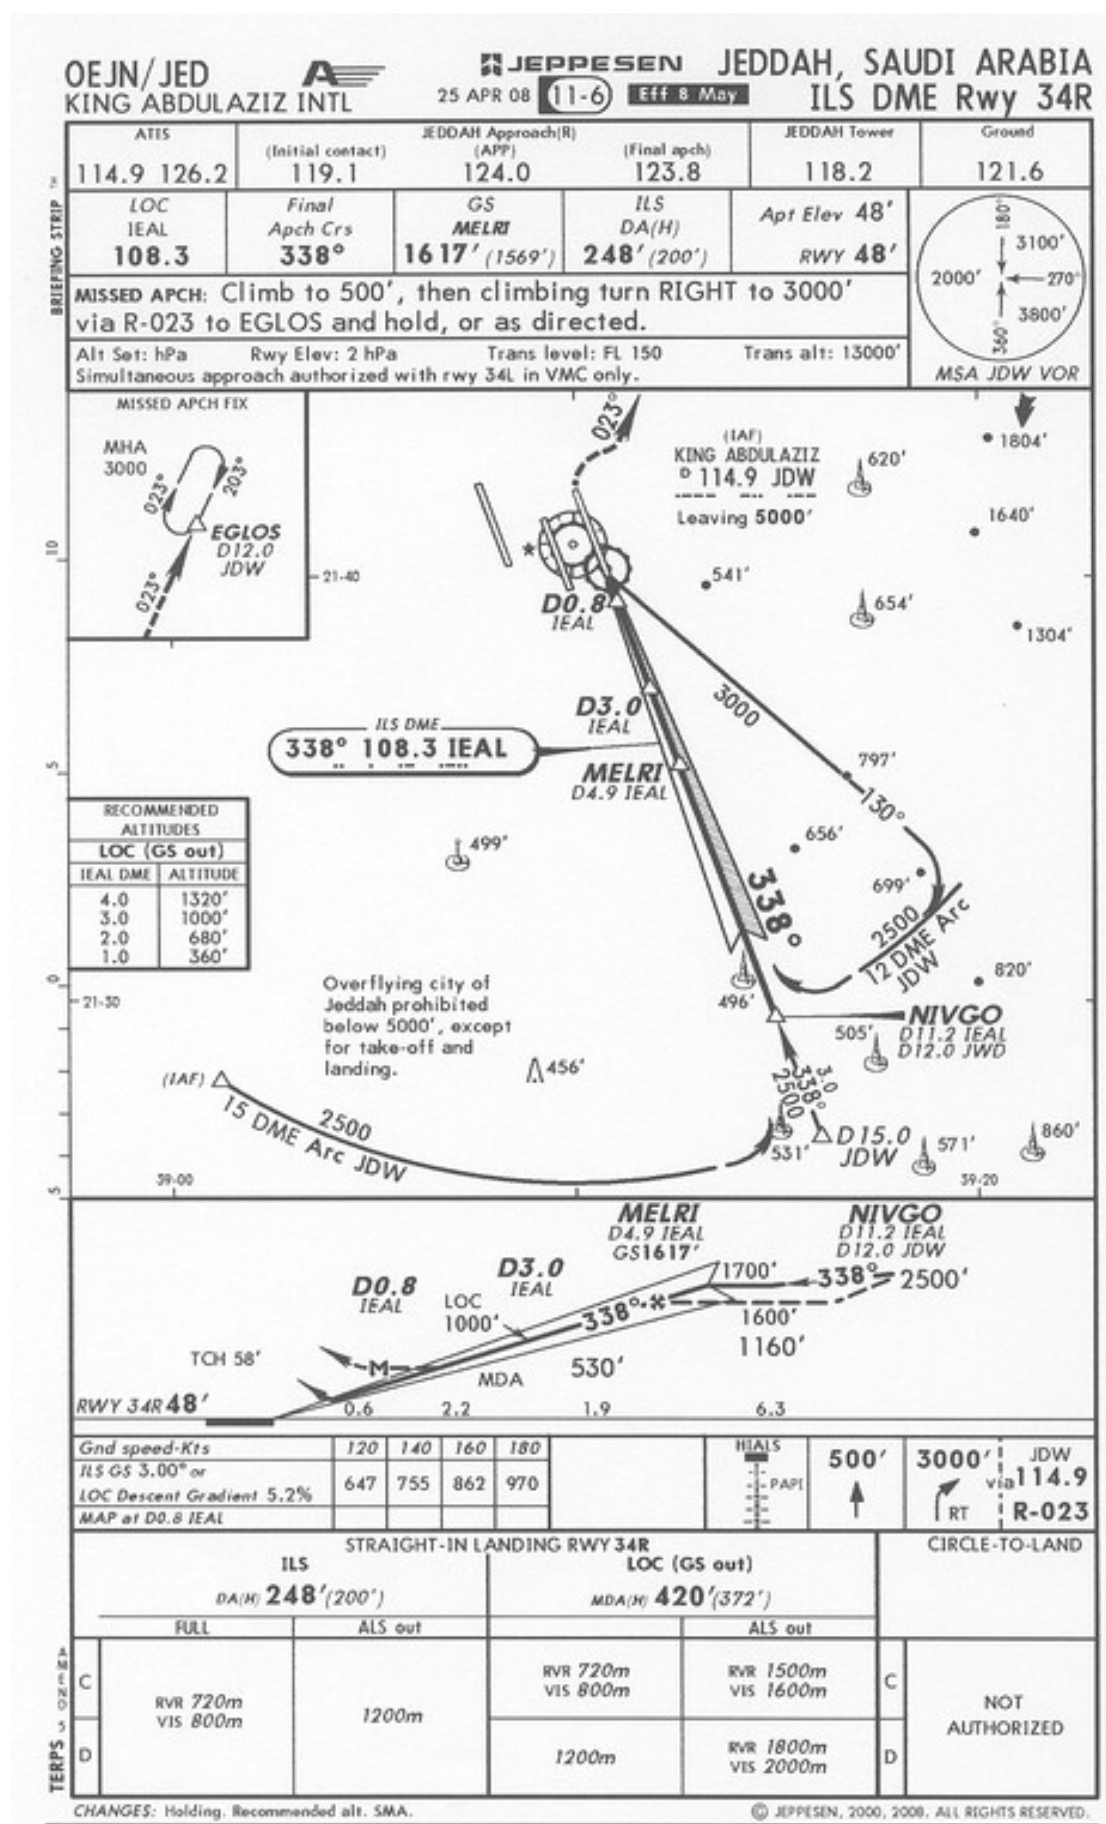 OEJN/JED
KING ABDULAZIZ INTL
JEPPESEN
25 APR 08
11-6
Eff 8 May
JEDDAH, SAUDI ARABIA
ILS DME Rwy 34R
BRIEFING STRIP TM
ATIS
114.9 126.2
JEDDAH Approach(R)
(Initial contact)
119.1
(APP)
124.0
(Final apch)
123.8
JEDDAH Tower
118.2
Ground
121.6
LOC
IEAL
108.3
Final
Apch Crs
338°
GS
MELRI
1617' (1569')
ILS
DA(H)
248' (200')
Apt Elev 48'
RWY 48'
180°
3100'
2000'
270°
3800'
360°
MSA JDW VOR
MISSED APCH: Climb to 500', then climbing turn RIGHT to 3000'
via R-023 to EGLOS and hold, or as directed.
Alt Set: hPa Rwy Elev: 2 hPa Trans level: FL 150 Trans alt: 13000'
Simultaneous approach authorized with rwy 34L in VMC only.
MISSED APCH FIX
MHA
3000
023°
203°
EGLOS
D12.0
JDW
023°
023°
(IAF)
KING ABDULAZIZ
114.9 JDW
Leaving 5000'
620'
1804'
1640'
10
21-40
541'
654'
1304'
D0.8
IEAL
3000
D3.0
IEAL
ILS DME
338° 108.3 IEAL
MELRI
D4.9 IEAL
797'
130°
5
RECOMMENDED
ALTITUDES
LOC (GS out)
IEAL DME ALTITUDE
4.0 1320'
3.0 1000'
2.0 680'
1.0 360'
499'
656'
699'
338°
2500
12 DME Arc
JDW
820'
0
21-30
Overflying city of
Jeddah prohibited
below 5000', except
for take-off and
landing.
496'
NIVGO
D11.2 IEAL
D12.0 JWD
505'
456'
(IAF)
2500
15 DME Arc JDW
3.0
338°
2500
531'
D15.0
JDW
571'
860'
5
39-00
39-20
MELRI
D4.9 IEAL
GS1617'
NIVGO
D11.2 IEAL
D12.0 JDW
D3.0
IEAL
D0.8
IEAL
LOC
1000'
1700'
338°
2500'
338°
1600'
1160'
530'
TCH 58'
M
MDA
RWY 34R 48'
0.6 2.2 1.9 6.3
Gnd speed-Kts 120 140 160 180
ILS GS 3.00° or
LOC Descent Gradient 5.2%
647 755 862 970
MAP at D0.8 IEAL
HIALS
PAPI
500'
3000'
RT
via
JDW
114.9
R-023
STRAIGHT-IN LANDING RWY 34R
CIRCLE-TO-LAND
ILS
LOC (GS out)
DA(H) 248' (200')
MDA(H) 420' (372')
FULL
ALS out
ALS out
C
RVR 720m
VIS 800m
1200m
RVR 720m
VIS 800m
RVR 1500m
VIS 1600m
C
NOT
AUTHORIZED
D
1200m
RVR 1800m
VIS 2000m
D
TERPS AMEND 5
CHANGES: Holding. Recommended alt. SMA.
© JEPPESEN, 2000, 2008. ALL RIGHTS RESERVED.